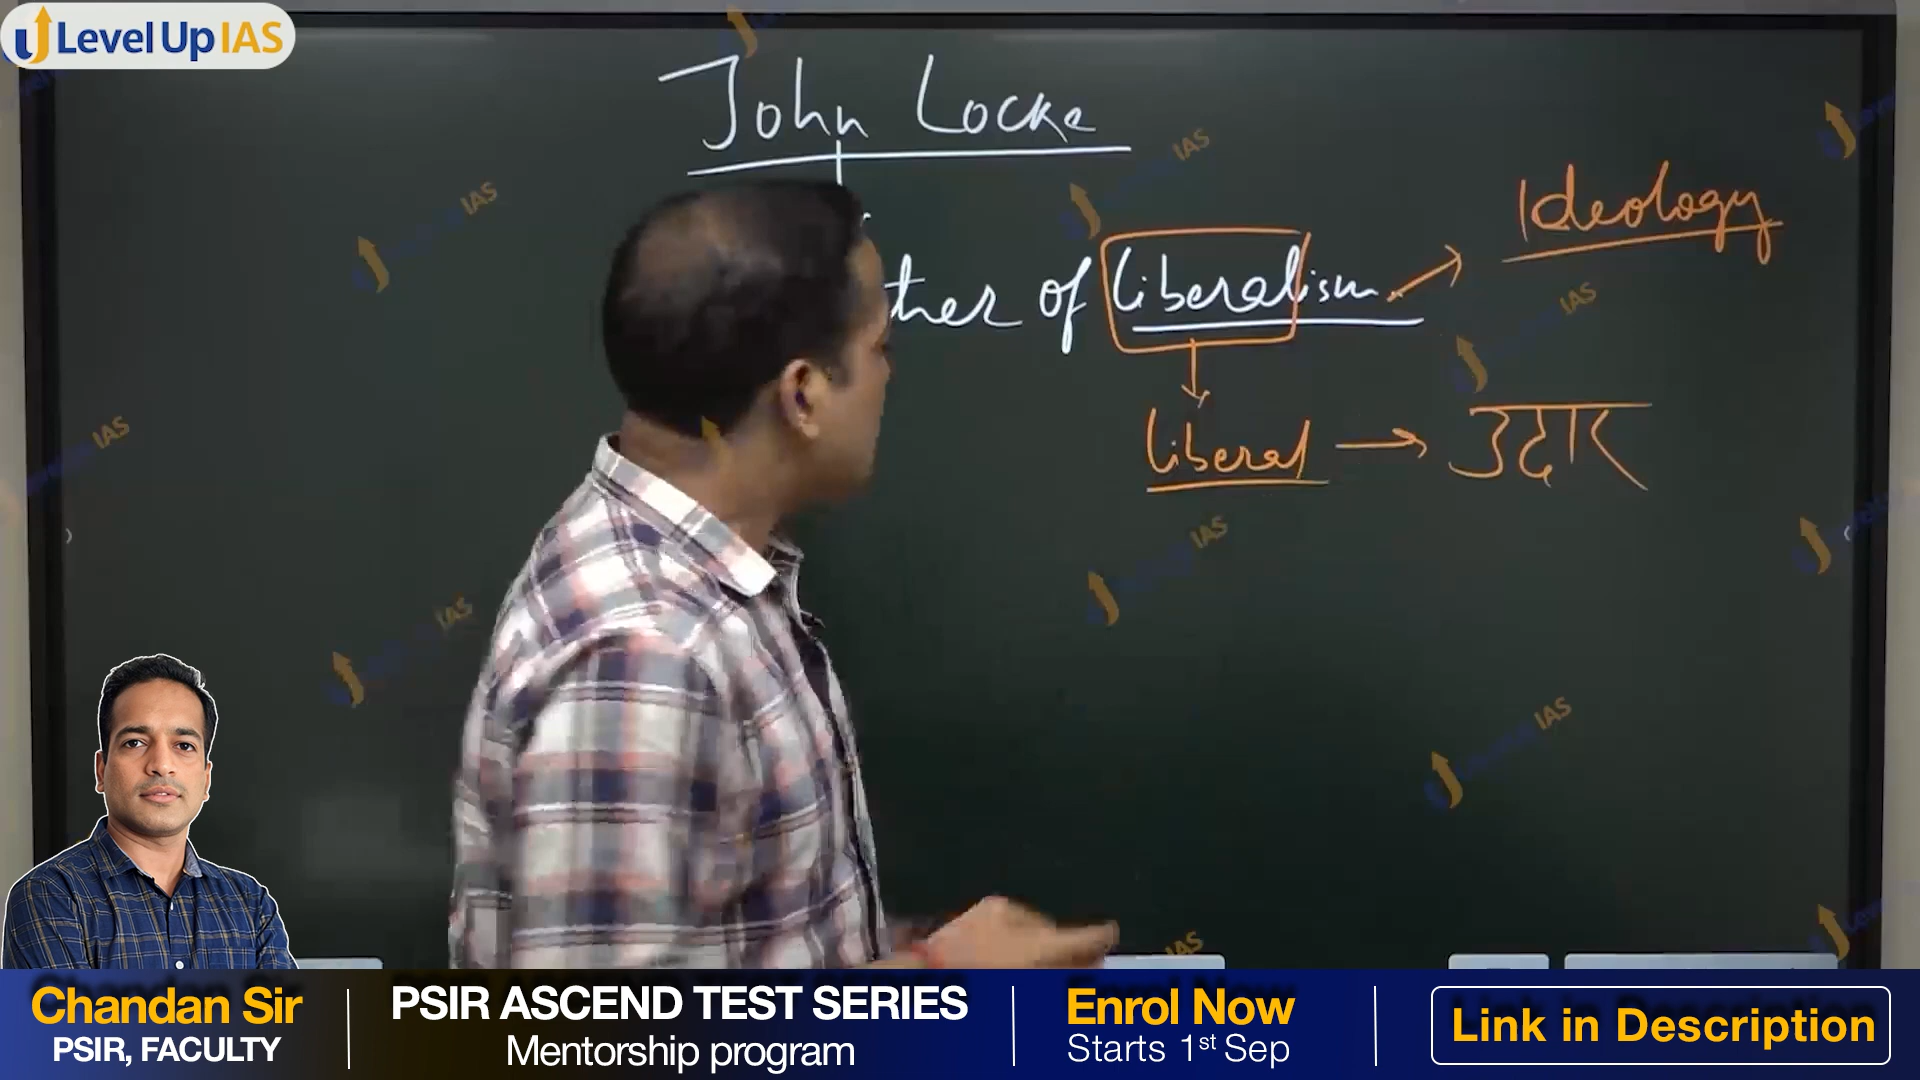 Level Up IAS
John Locke
ther of liberalism
Ideology
liberal → उदार
Chandan Sir
PSIR, FACULTY
PSIR ASCEND TEST SERIES
Mentorship program
Enrol Now
Starts 1st Sep
Link in Description